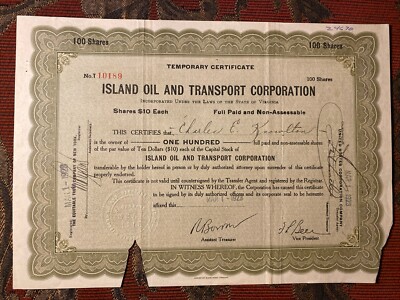 100 Shares
100 Shares
TEMPORARY CERTIFICATE
No. T 10189
100 Shares
ISLAND OIL AND TRANSPORT CORPORATION
INCORPORATED UNDER THE LAWS OF THE STATE OF VIRGINIA
Shares $10 Each Full Paid and Non-Assessable
THIS CERTIFIES that Charles E. Hamilton
is the owner of ONE HUNDRED full paid and non-assessable shares
of the par value of Ten Dollars ($10) each of the Capital Stock of
ISLAND OIL AND TRANSPORT CORPORATION
transferable by the holder in person or by duly authorized attorney upon surrender of this certificate
properly endorsed.
This certificate is not valid until countersigned by the Transfer Agent and registered by the Registrar.
IN WITNESS WHEREOF, the Corporation has caused this certificate
to be signed by its duly authorized officers and its corporate seal to be hereunto
affixed this
Assistant Treasurer
Vice President